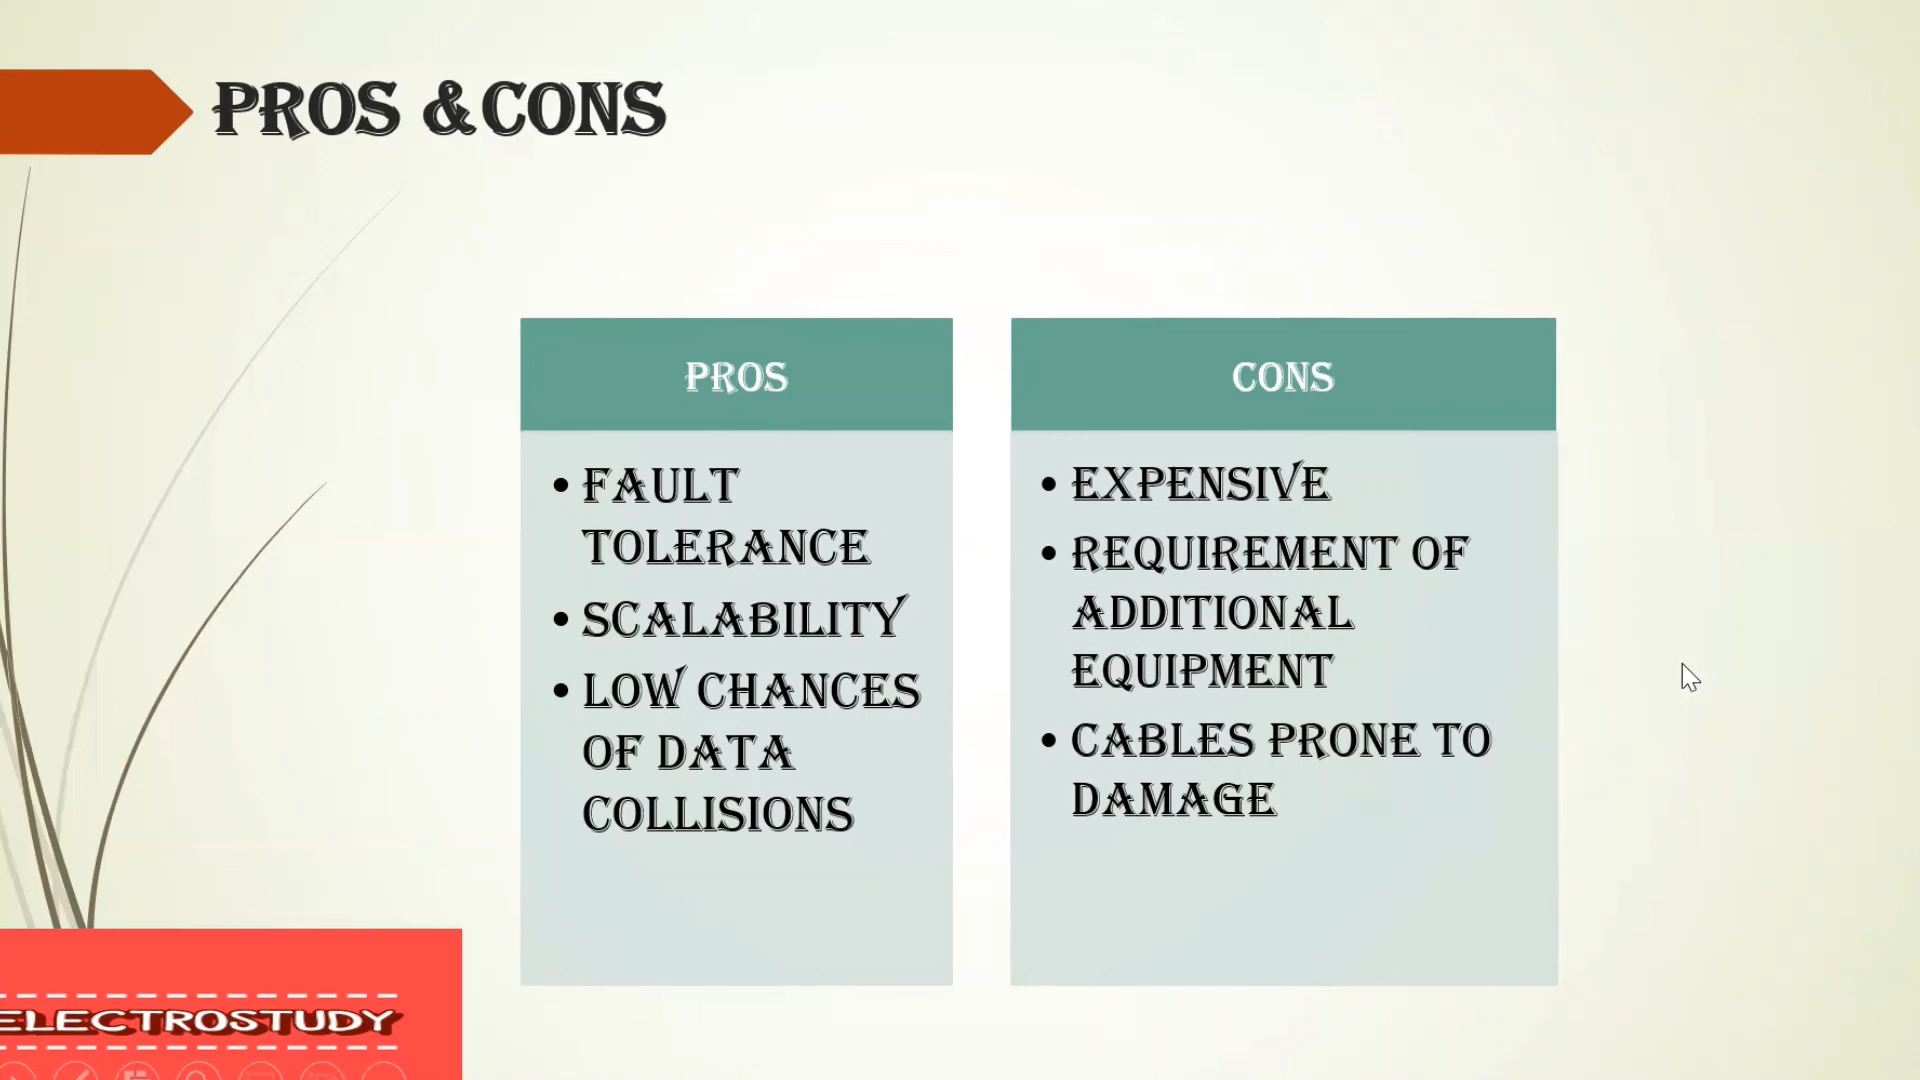 PROS &CONS
PROS
• FAULT
TOLERANCE
• SCALABILITY
• LOW CHANCES
OF DATA
COLLISIONS
CONS
• EXPENSIVE
• REQUIREMENT OF
ADDITIONAL
EQUIPMENT
• CABLES PRONE TO
DAMAGE
ELECTROSTUDY